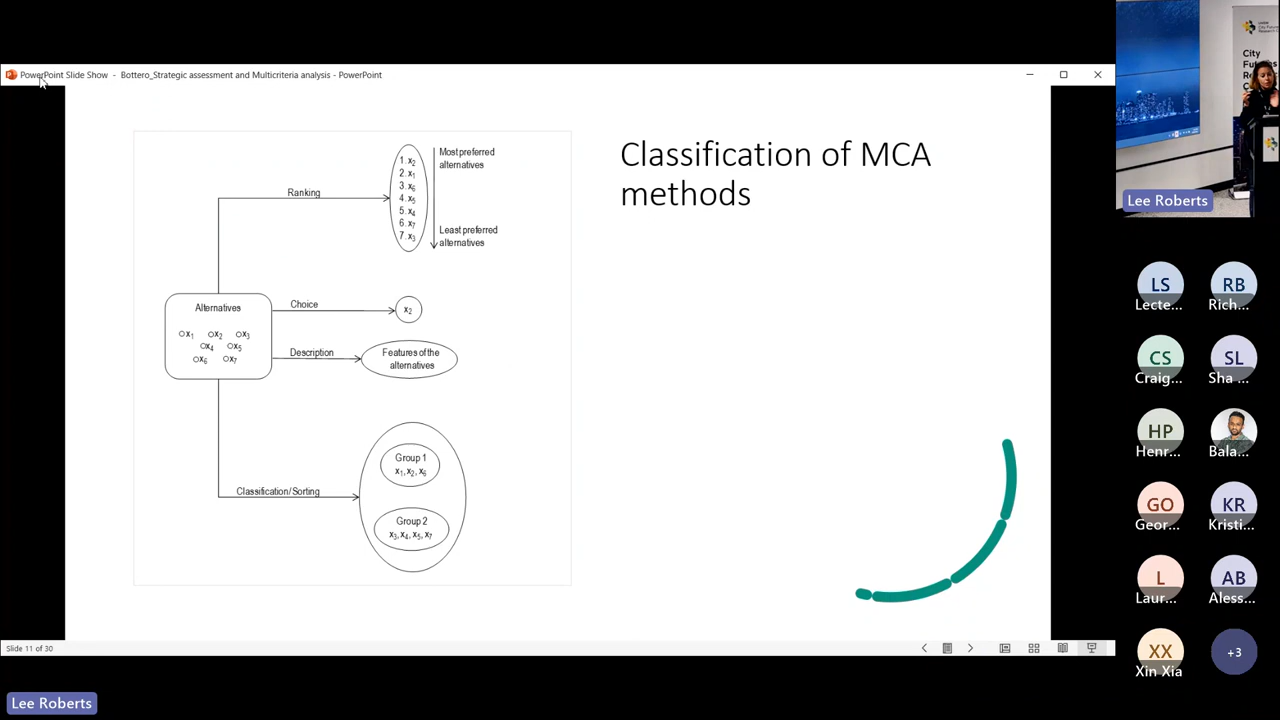 PowerPoint Slide Show - Bottero_Strategic assessment and Multicriteria analysis - PowerPoint
Classification of MCA
methods
Ranking
1. x2
2. x1
3. x6
4. x5
5. x4
6. x7
7. x3
Most preferred
alternatives
Least preferred
alternatives
Alternatives
x1 x2 x3
x4 x5
x6 x7
Choice
x2
Description
Features of the
alternatives
Classification/Sorting
Group 1
x1, x2, x6
Group 2
x3, x4, x5, x7
Slide 11 of 30
Lee Roberts
City
Lee Roberts
LS
Lecte...
RB
Rich...
CS
Craig...
SL
Sha ...
HP
Henr...
Bala...
GO
Geor...
KR
Kristi...
L
Laur...
AB
Aless...
XX
Xin Xia
+3